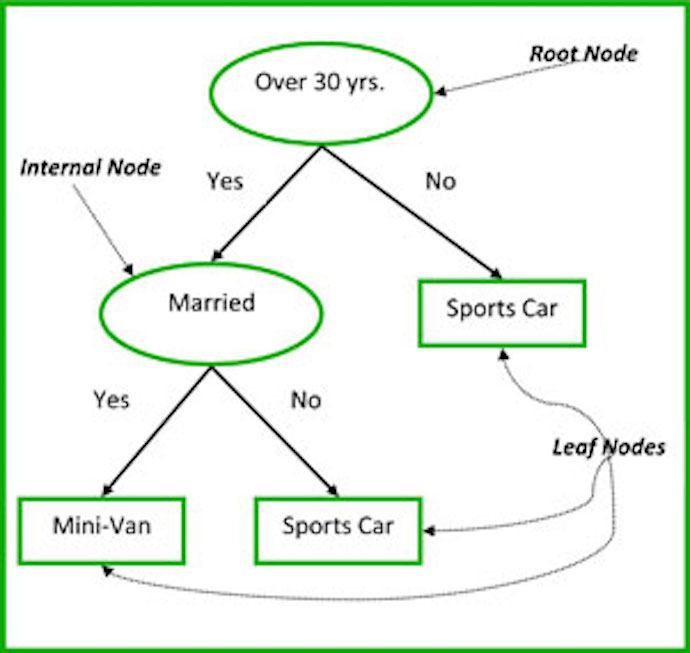 Root Node
Over 30 yrs.
Internal Node
Yes
No
Married
Sports Car
Yes
No
Leaf Nodes
Mini-Van
Sports Car